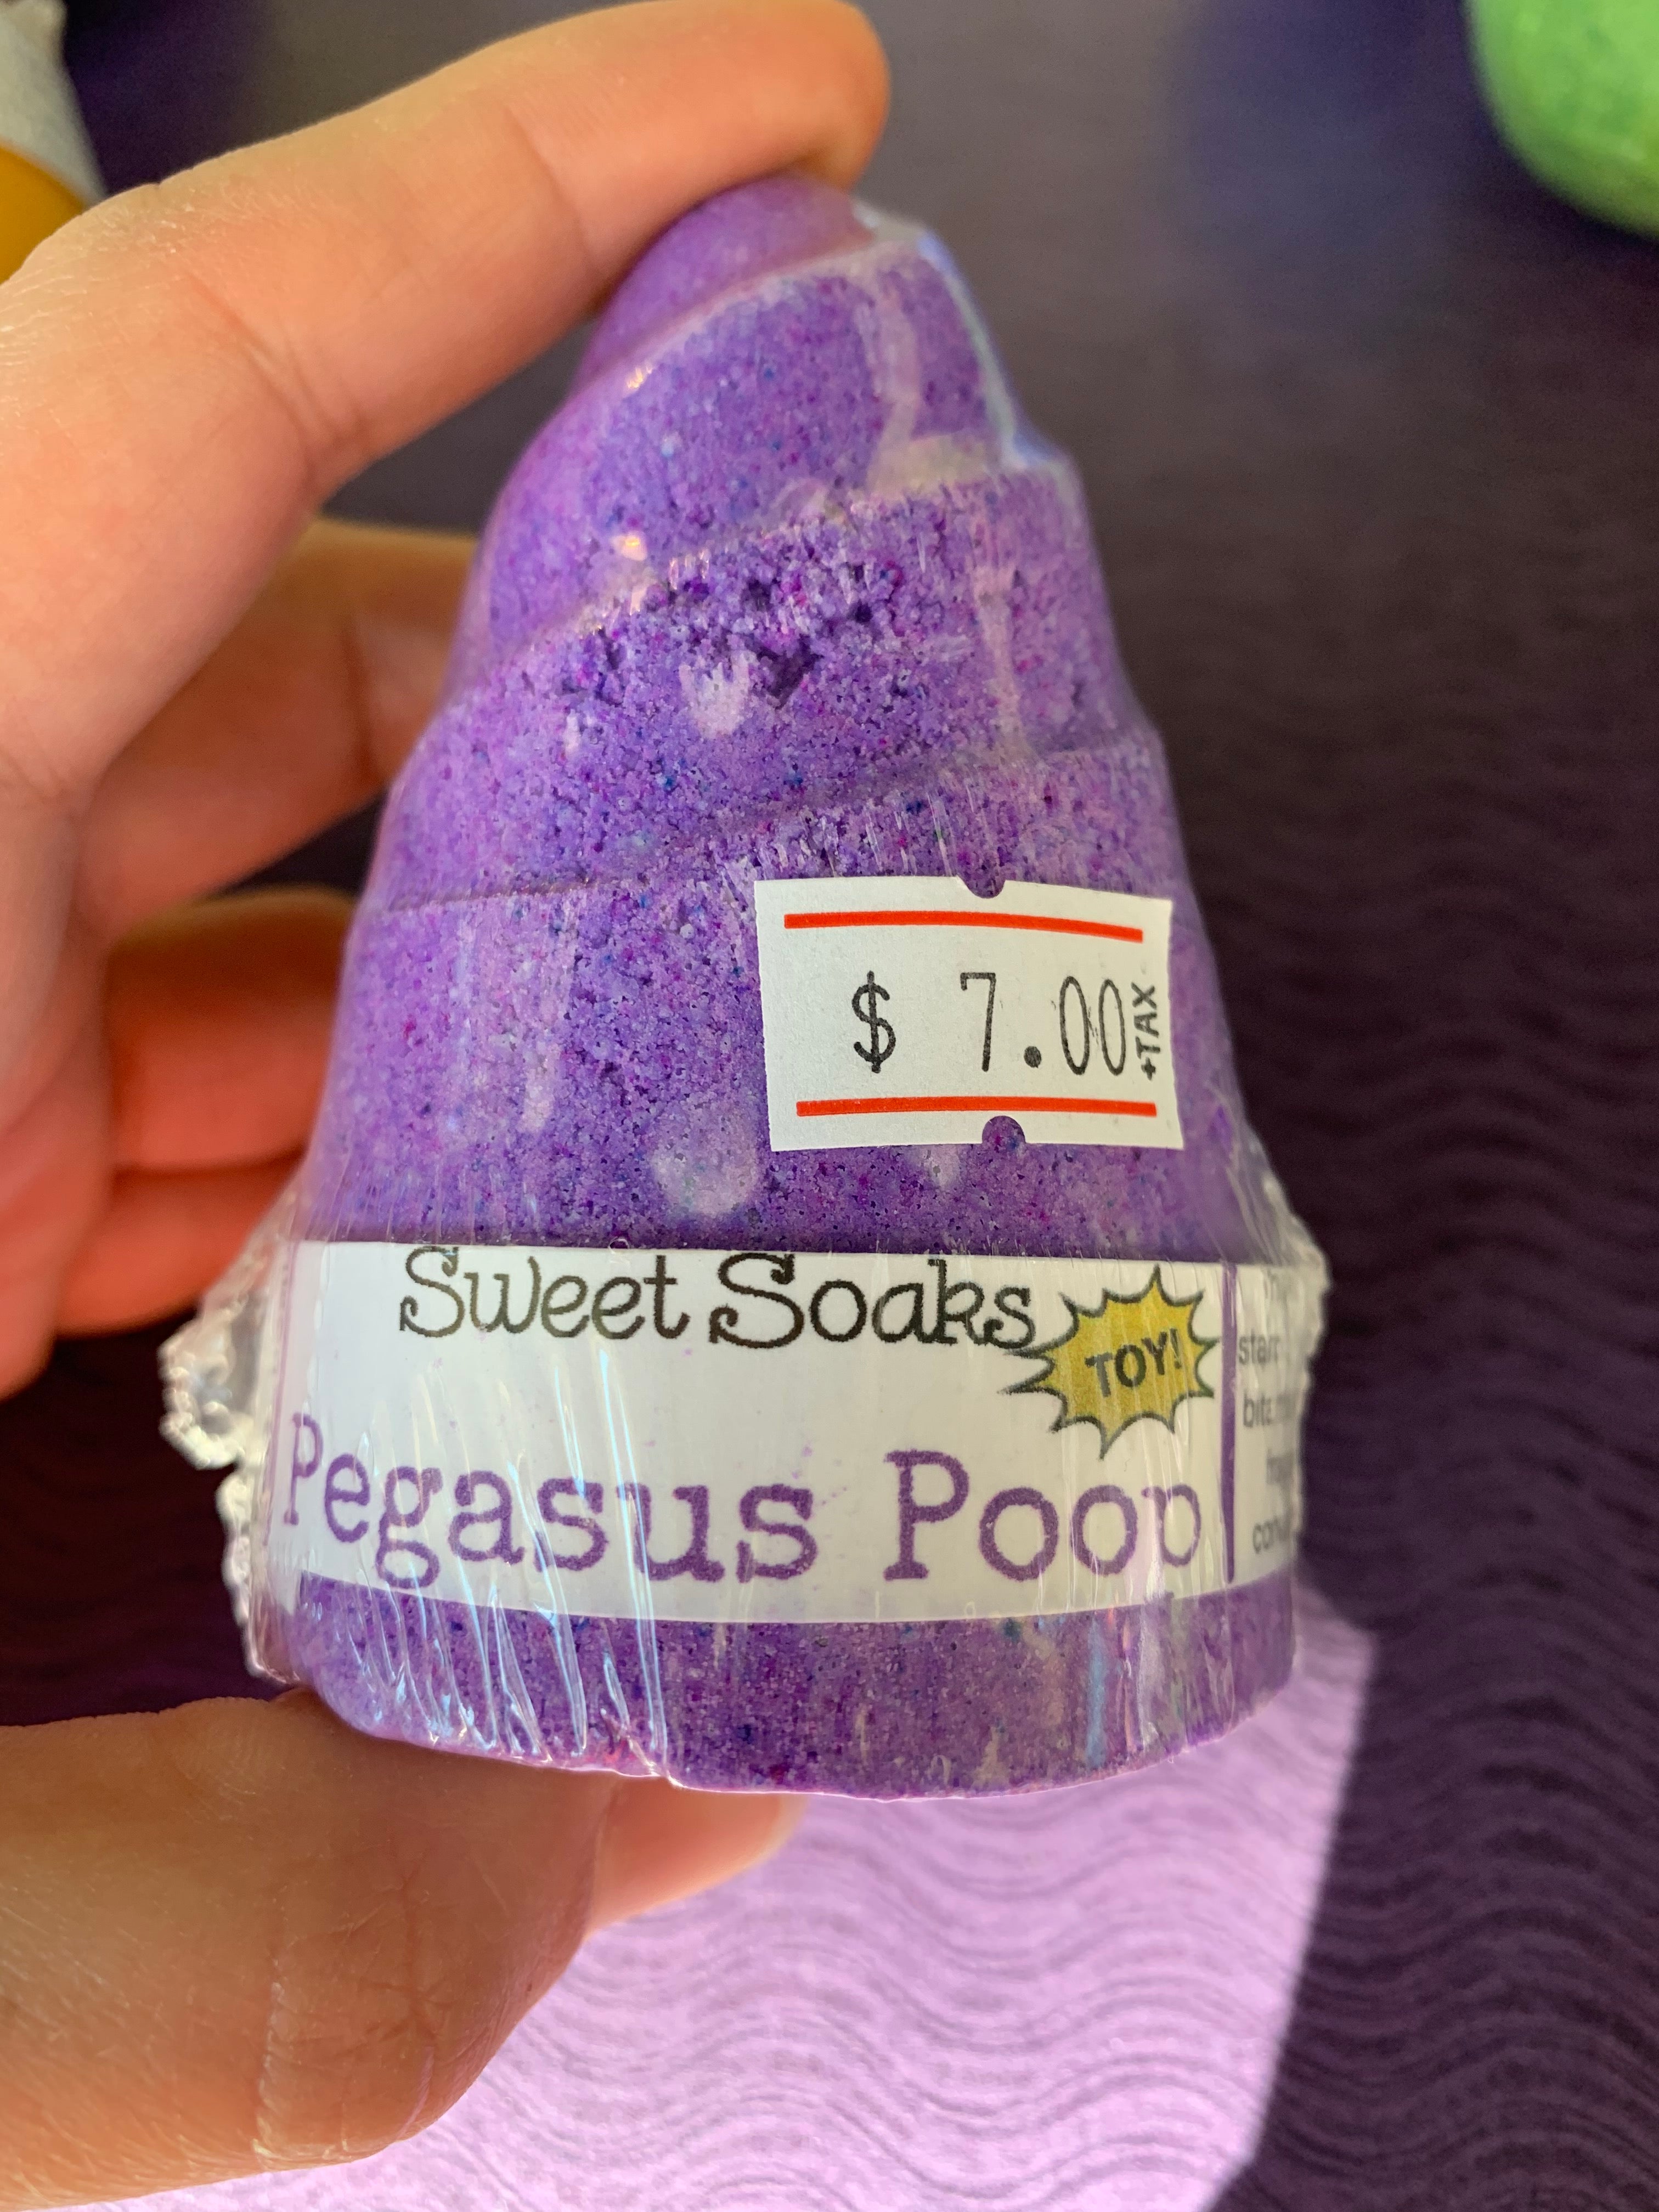 $ 7.00 +TAX
Sweet Soaks
TOY!
Pegasus Poop